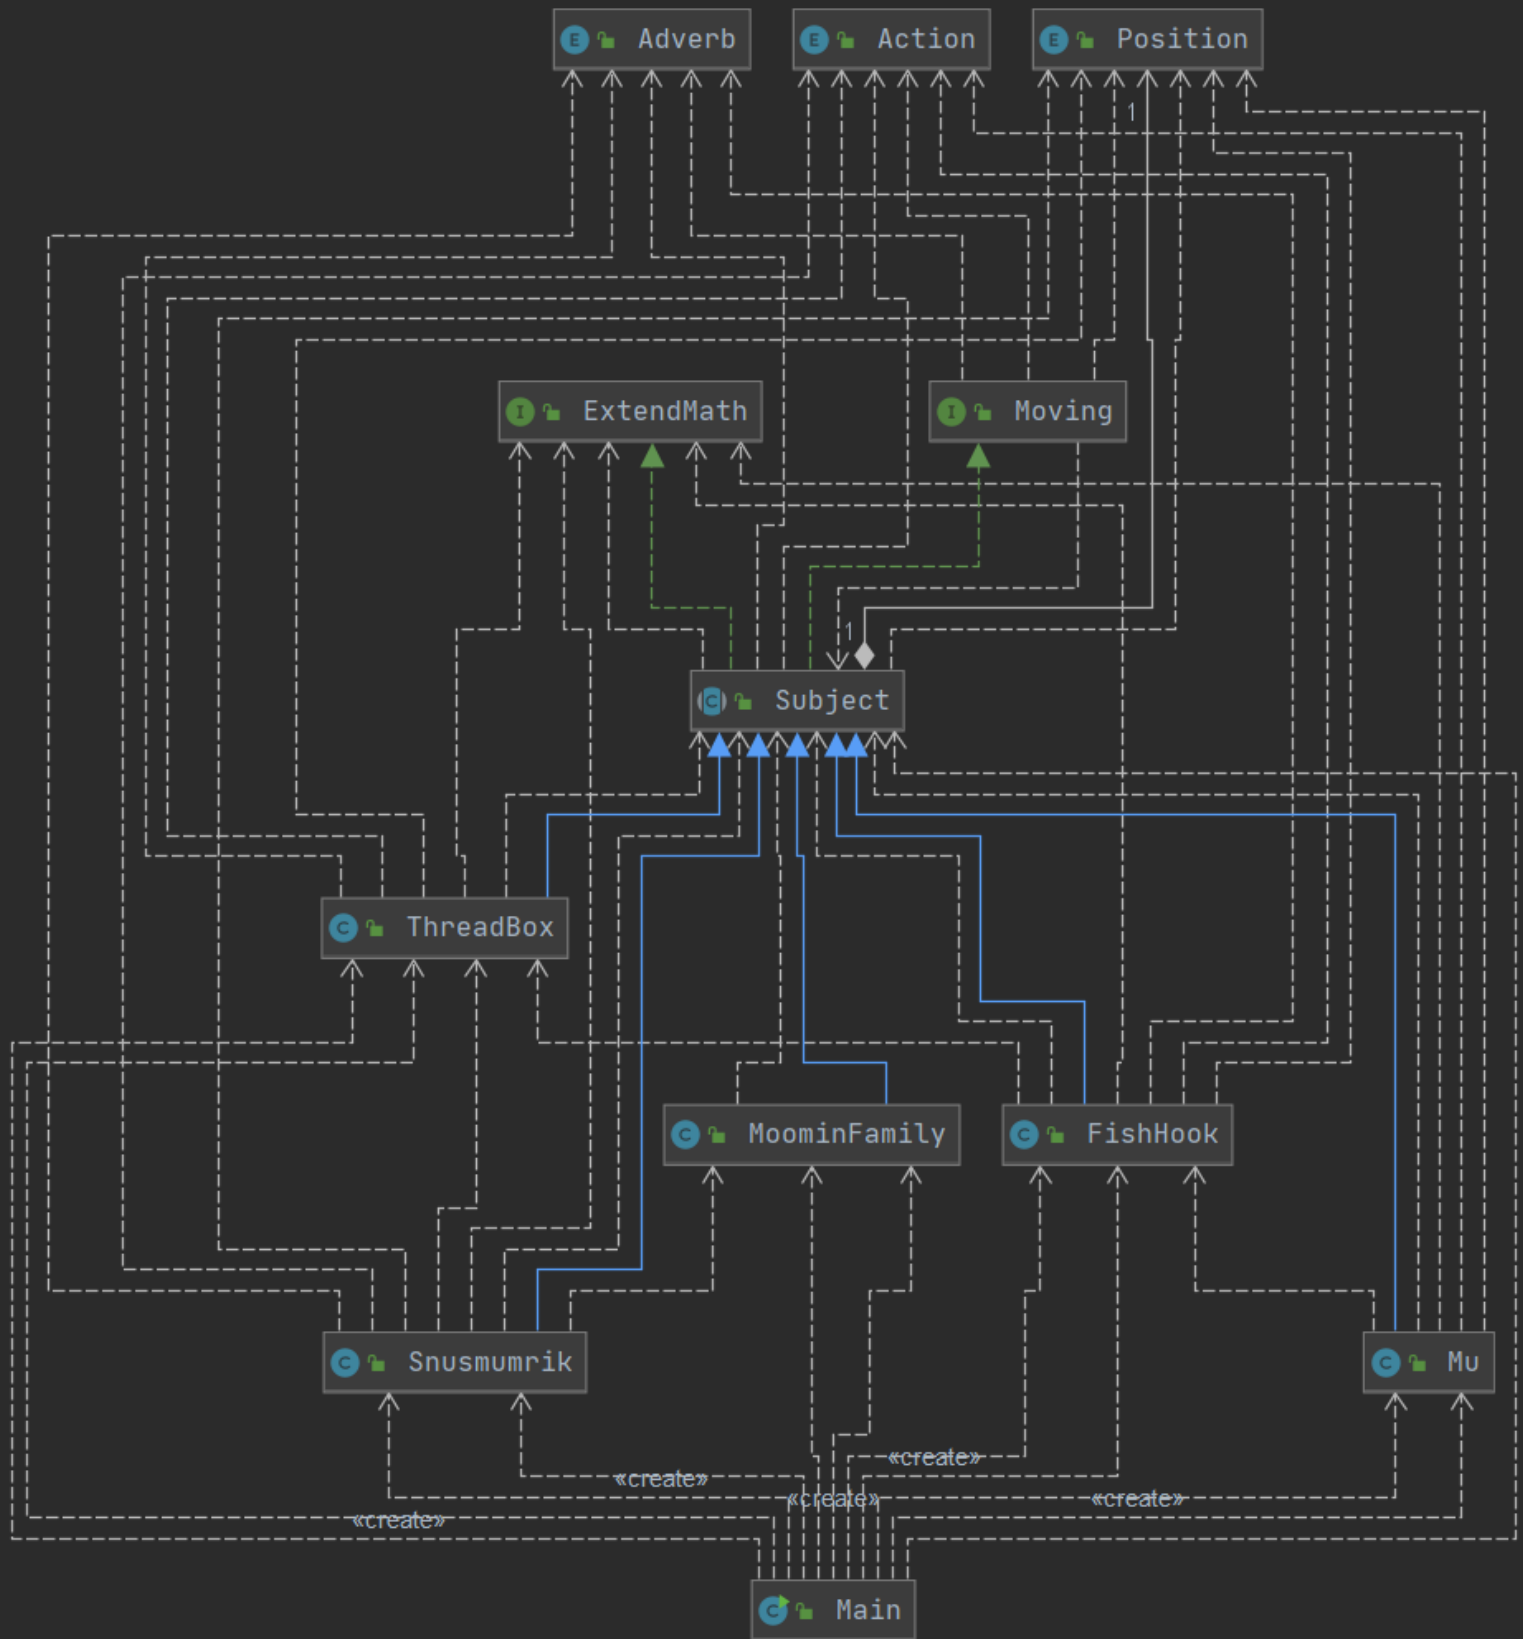 E Adverb
E Action
E Position
1
I ExtendMath
I Moving
1
C Subject
C ThreadBox
C MoominFamily
C FishHook
C Snusmumrik
C Mu
«create»
«create»
«create»
«create»
«create»
C Main